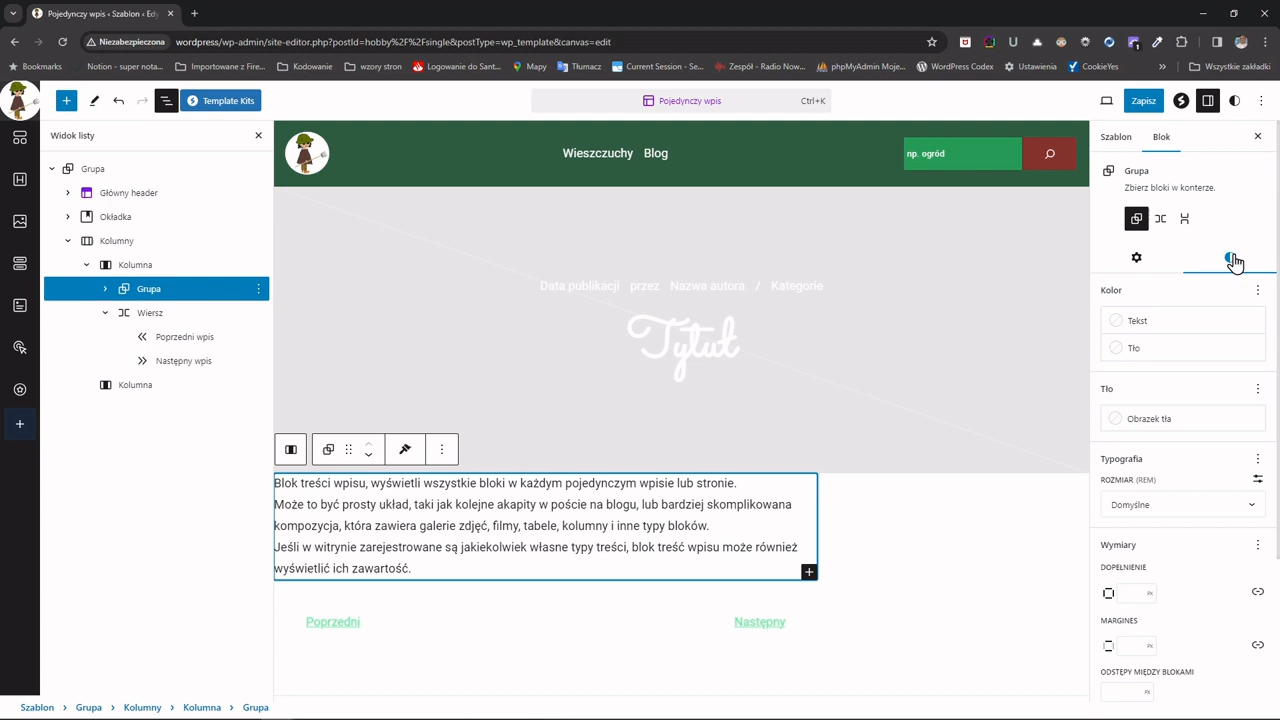 Pojedynczy wpis ‹ Szablon ‹ Edy
Niezabezpieczona
wordpress/wp-admin/site-editor.php?postId=hobby%2F%2Fsingle&postType=wp_template&canvas=edit
Bookmarks
Notion - super nota...
Importowane z Firef...
Kodowanie
wzory stron
Logowanie do Sant...
Mapy
Tłumacz
Current Session - Se...
Zespół - Radio Now...
phpMyAdmin Moje...
WordPress Codex
Ustawienia
CookieYes
Wszystkie zakładki
Template Kits
Pojedynczy wpis
Ctrl+K
Zapisz
Widok listy
Grupa
Główny header
Okładka
Kolumny
Kolumna
Grupa
Wiersz
Poprzedni wpis
Następny wpis
Kolumna
Wieszczuchy Blog
np. ogród
Data publikacji przez Nazwa autora / Kategorie
Tytuł
Blok treści wpisu, wyświetli wszystkie bloki w każdym pojedynczym wpisie lub stronie.
Może to być prosty układ, taki jak kolejne akapity w poście na blogu, lub bardziej skomplikowana
kompozycja, która zawiera galerie zdjęć, filmy, tabele, kolumny i inne typy bloków.
Jeśli w witrynie zarejestrowane są jakiekolwiek własne typy treści, blok treść wpisu może również
wyświetlić ich zawartość.
Poprzedni
Następny
Szablon
Blok
Grupa
Zbierz bloki w kontenerze.
Kolor
Tekst
Tło
Tło
Obrazek tła
Typografia
ROZMIAR (REM)
Domyślne
Wymiary
DOPEŁNIENIE
PX
MARGINES
PX
ODSTĘPY MIĘDZY BLOKAMI
PX
Szablon > Grupa > Kolumny > Kolumna > Grupa